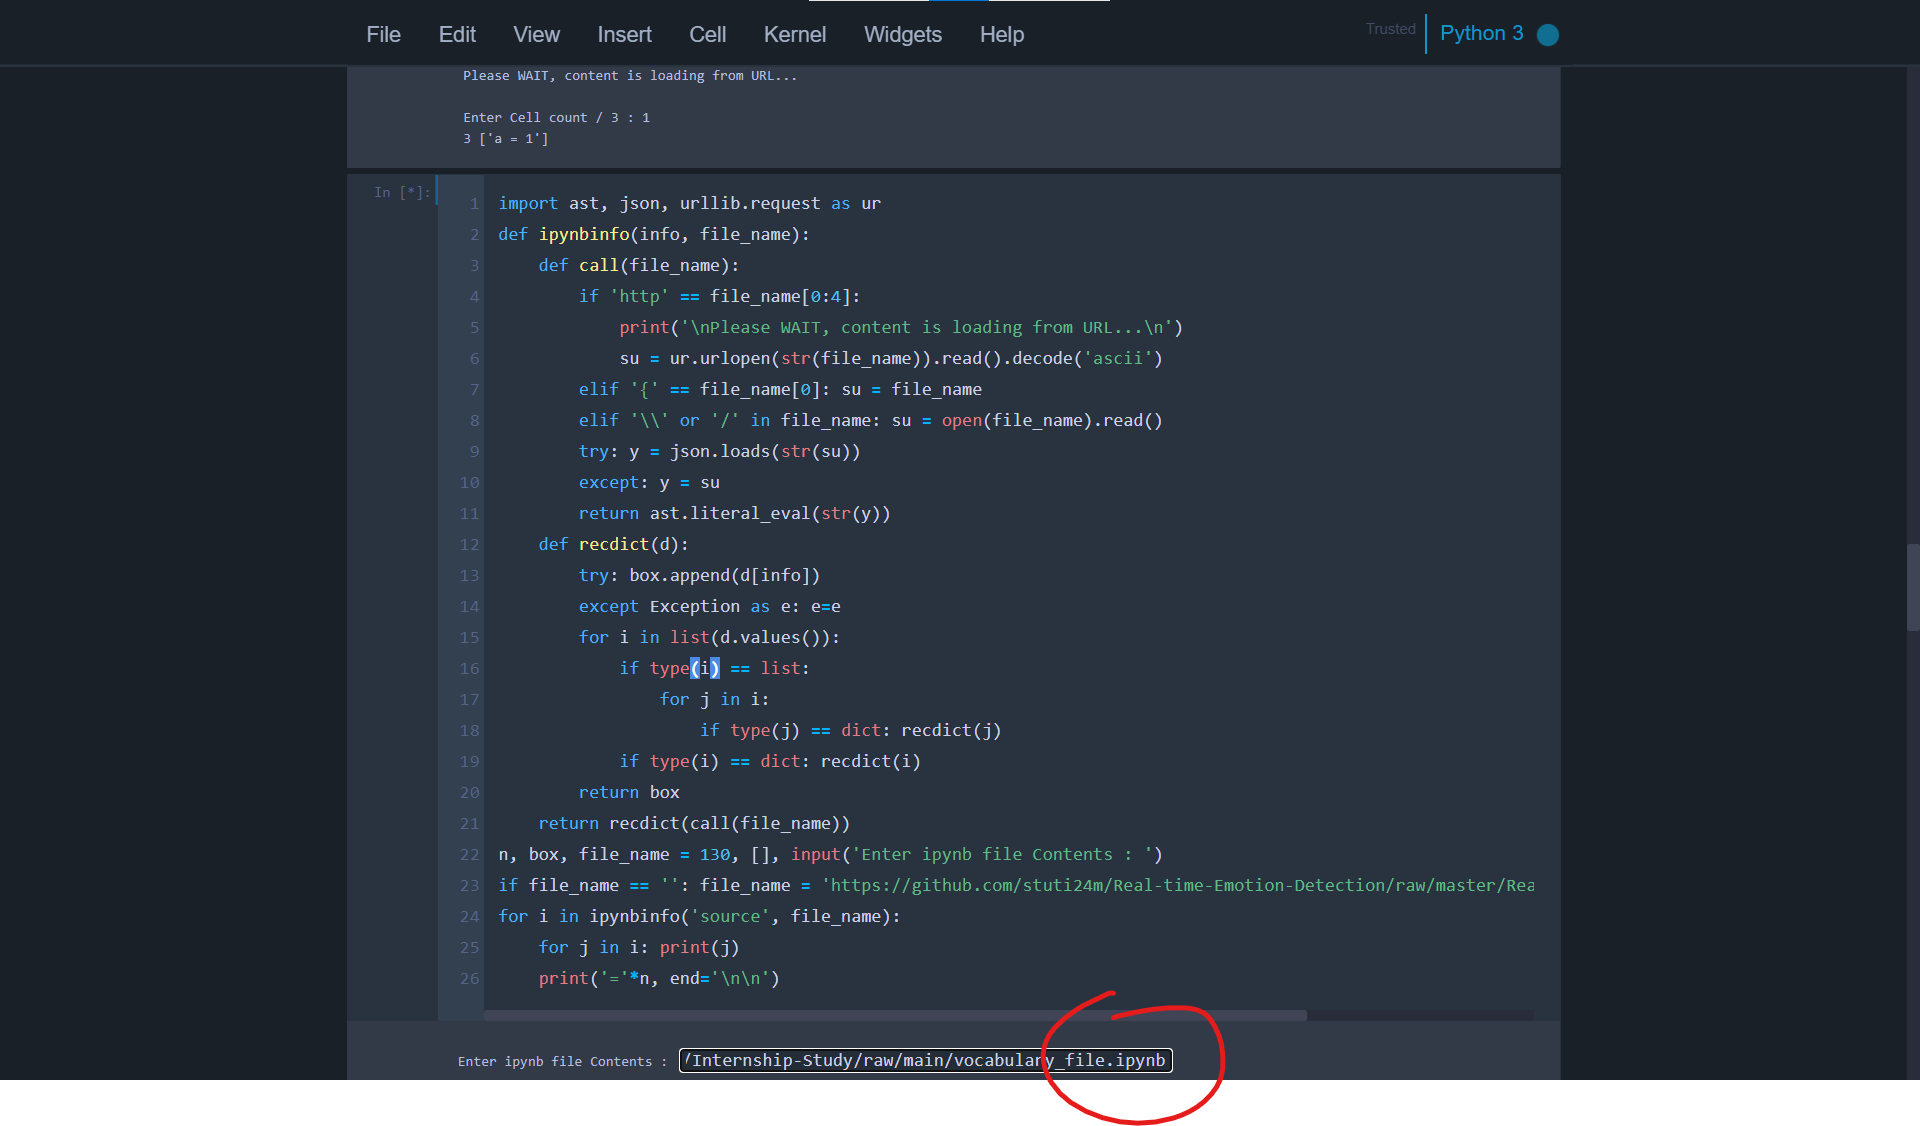 File Edit View Insert Cell Kernel Widgets Help Trusted Python 3
Please WAIT, content is loading from URL...
Enter Cell count / 3 : 1
3 ['a = 1']
In [*]:
1 import ast, json, urllib.request as ur
2 def ipynbinfo(info, file_name):
3     def call(file_name):
4         if 'http' == file_name[0:4]:
5             print('\nPlease WAIT, content is loading from URL...\n')
6             su = ur.urlopen(str(file_name)).read().decode('ascii')
7         elif '{' == file_name[0]: su = file_name
8         elif '\\' or '/' in file_name: su = open(file_name).read()
9         try: y = json.loads(str(su))
10         except: y = su
11         return ast.literal_eval(str(y))
12     def recdict(d):
13         try: box.append(d[info])
14         except Exception as e: e=e
15         for i in list(d.values()):
16             if type(i) == list:
17                 for j in i:
18                     if type(j) == dict: recdict(j)
19             if type(i) == dict: recdict(i)
20         return box
21     return recdict(call(file_name))
22 n, box, file_name = 130, [], input('Enter ipynb file Contents : ')
23 if file_name == '': file_name = 'https://github.com/stuti24m/Real-time-Emotion-Detection/raw/master/Rea
24 for i in ipynbinfo('source', file_name):
25     for j in i: print(j)
26     print('='*n, end='\n\n')
Enter ipynb file Contents : /Internship-Study/raw/main/vocabulary_file.ipynb